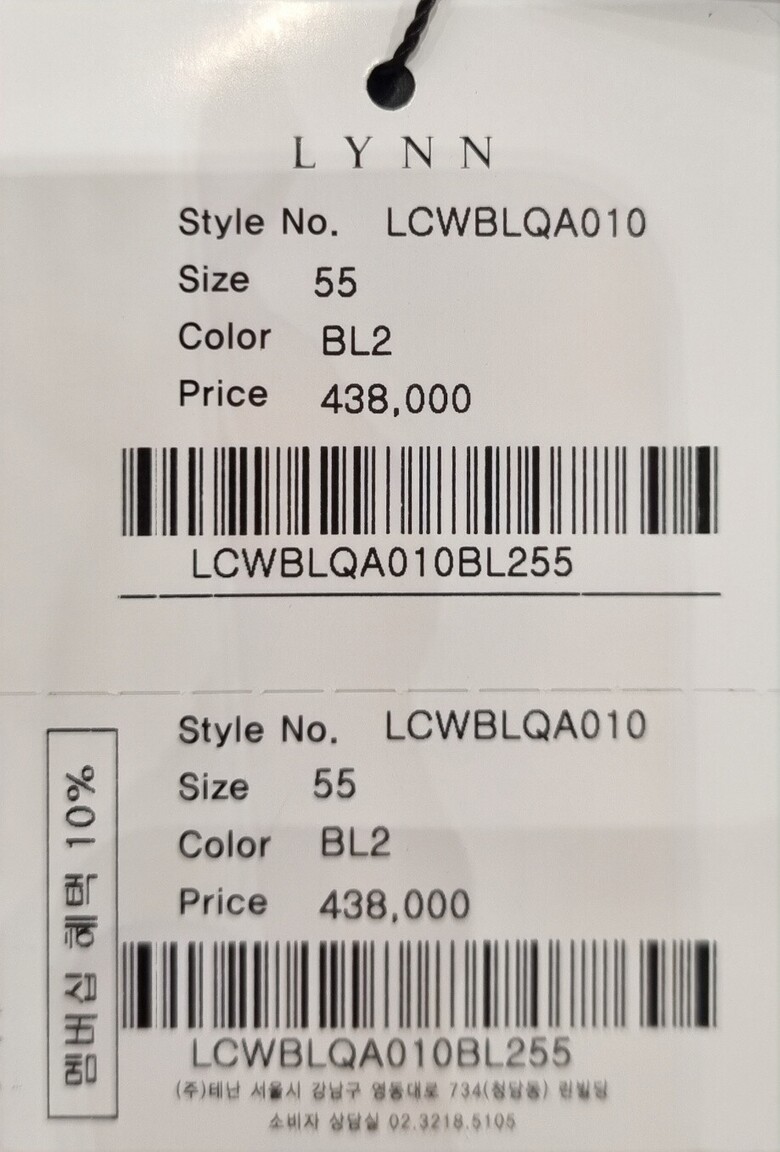 LYNN
Style No. LCWBLQA010
Size 55
Color BL2
Price 438,000
LCWBLQA010BL255
Style No. LCWBLQA010
Size 55
Color BL2
Price 438,000
멤버십 혜택 10%
LCWBLQA010BL255
(주)테난 서울시 강남구 영동대로 734(청담동) 린빌딩
소비자 상담실 02.3218.5105